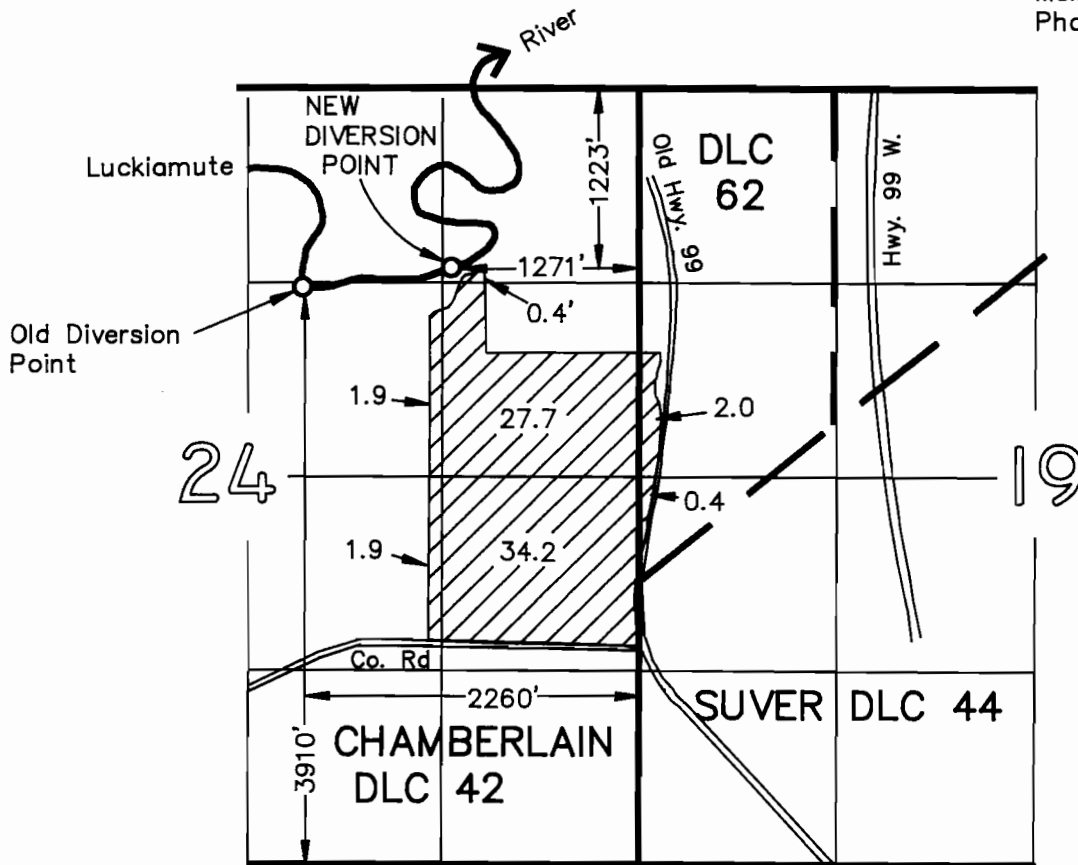 River
NEW
DIVERSION
POINT
Luckiamute
1223'
DLC
62
Old Hwy. 99
Hwy. 99 W.
1271'
0.4'
Old Diversion
Point
1.9
27.7
2.0
24
19
0.4
1.9
34.2
Co. Rd
2260'
SUVER DLC 44
3910'
CHAMBERLAIN
DLC 42